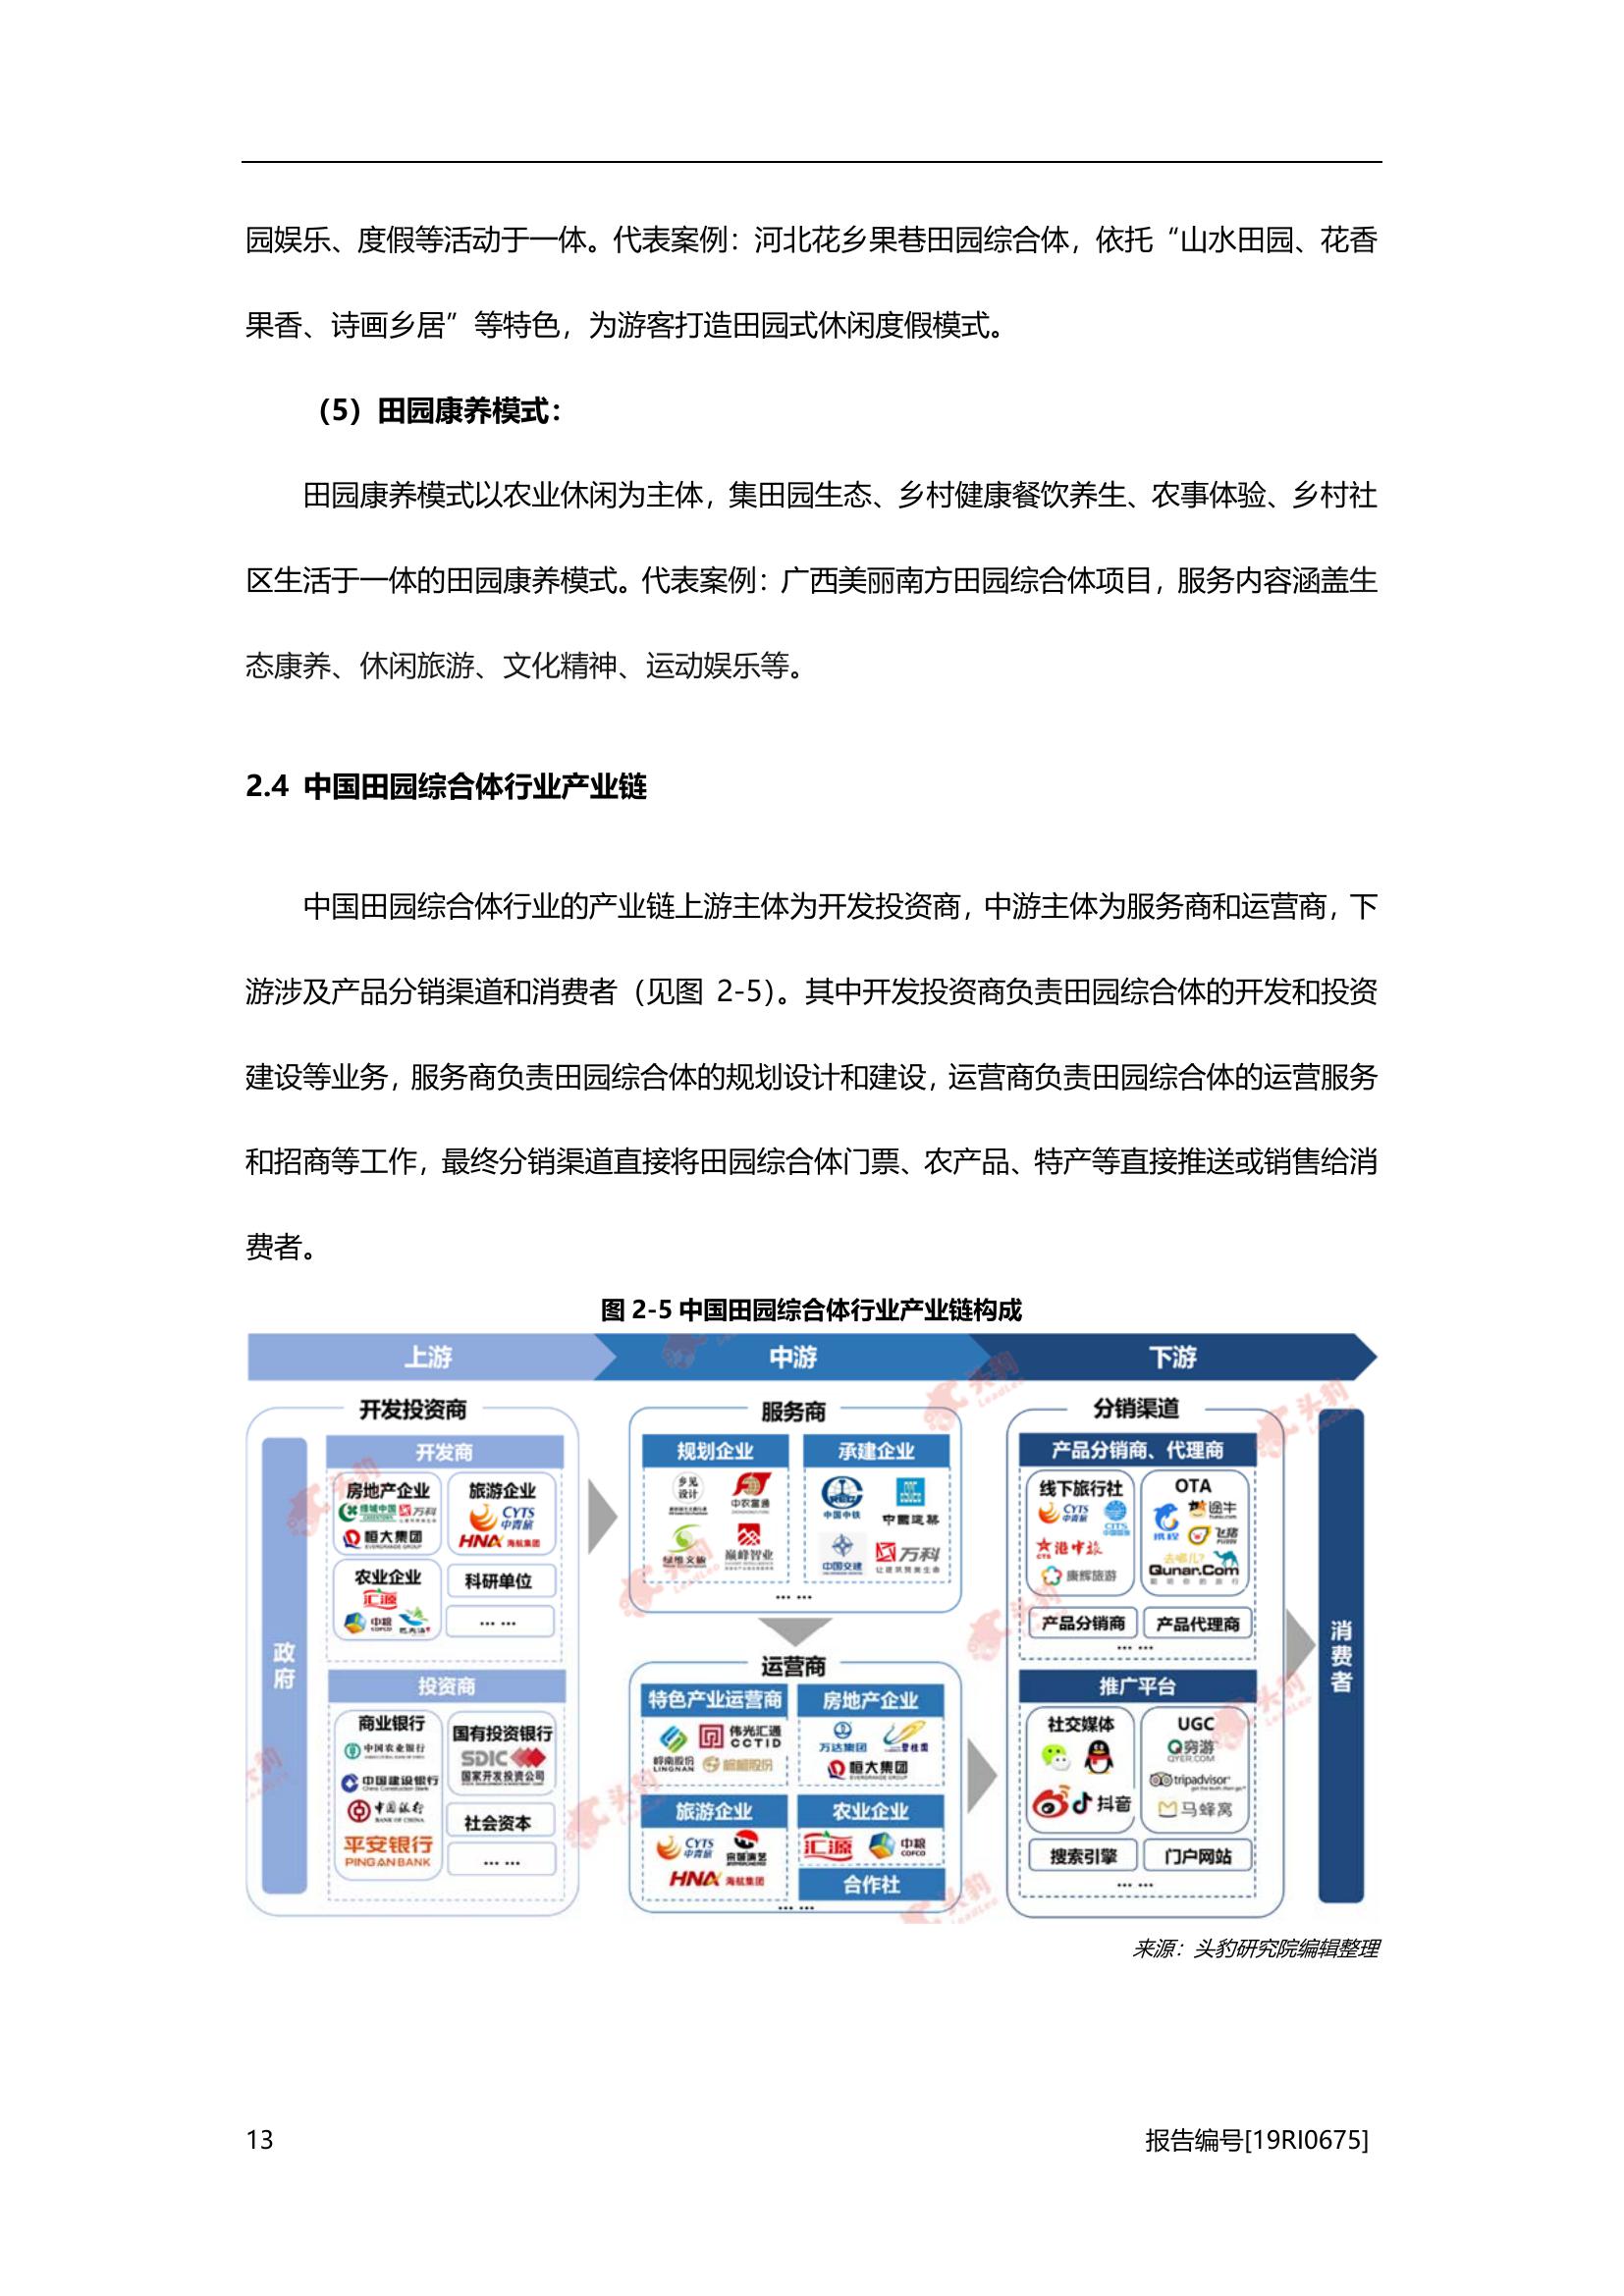 园娱乐、度假等活动于一体。代表案例：河北花乡果巷田园综合体，依托“山水田园、花香
果香、诗画乡居”等特色，为游客打造田园式休闲度假模式。
（5）田园康养模式：
田园康养模式以农业休闲为主体，集田园生态、乡村健康餐饮养生、农事体验、乡村社
区生活于一体的田园康养模式。代表案例：广西美丽南方田园综合体项目，服务内容涵盖生
态康养、休闲旅游、文化精神、运动娱乐等。
2.4 中国田园综合体行业产业链
中国田园综合体行业的产业链上游主体为开发投资商，中游主体为服务商和运营商，下
游涉及产品分销渠道和消费者（见图 2-5）。其中开发投资商负责田园综合体的开发和投资
建设等业务，服务商负责田园综合体的规划设计和建设，运营商负责田园综合体的运营服务
和招商等工作，最终分销渠道直接将田园综合体门票、农产品、特产等直接推送或销售给消
费者。
图 2-5 中国田园综合体行业产业链构成
上游
中游
下游
开发投资商
政府
开发商
房地产企业
绿城中国
万科
恒大集团
EVERGRANDE GROUP
旅游企业
CYTS
中青旅
HNA 海航集团
农业企业
汇源
中粮
COFCO
科研单位
... ...
投资商
商业银行
中国农业银行
中国建设银行
China Construction Bank
中国银行
BANK OF CHINA
平安银行
PING AN BANK
国有投资银行
SDIC
国家开发投资公司
社会资本
... ...
服务商
规划企业
乡见
设计
中农富通
绿维文旅
巅峰智业
承建企业
中国中铁
中国建筑
中国交建
万科
让建筑赞美生命
... ...
运营商
特色产业运营商
岭南股份
LINGNAN
伟光汇通
CCTID
棕榈股份
房地产企业
万达集团
碧桂园
恒大集团
EVERGRANDE GROUP
旅游企业
CYTS
中青旅
宋城演艺
HNA 海航集团
农业企业
汇源
中粮
COFCO
合作社
... ...
分销渠道
产品分销商、代理商
线下旅行社
CYTS
中青旅
CITS
中国国旅
港中旅
CTS
康辉旅游
OTA
携程
途牛
飞猪
去哪儿?
Qunar.Com
聪明你的旅行
产品分销商
产品代理商
... ...
推广平台
社交媒体
抖音
UGC
穷游
QYER.COM
tripadvisor
马蜂窝
搜索引擎
门户网站
... ...
消费者
来源：头豹研究院编辑整理
13
报告编号[19RI0675]